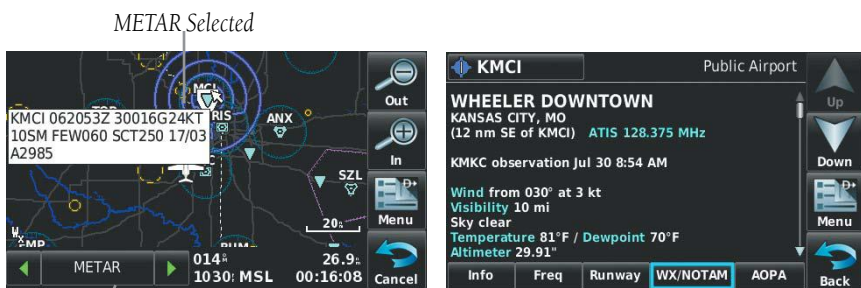 METAR Selected
MCI
Out
KMCI 062053Z 30016G24KT
10SM FEW060 SCT250 17/03
A2985
RIS
ANX
In
SZL
Menu
20
METAR
014°
26.9
1030 MSL
00:16:08
Cancel
KMCI
Public Airport
WHEELER DOWNTOWN
KANSAS CITY, MO
(12 nm SE of KMCI) ATIS 128.375 MHz
KMKC observation Jul 30 8:54 AM
Wind from 030° at 3 kt
Visibility 10 mi
Sky clear
Temperature 81°F / Dewpoint 70°F
Altimeter 29.91"
Up
Down
Menu
Back
Info Freq Runway WX/NOTAM AOPA